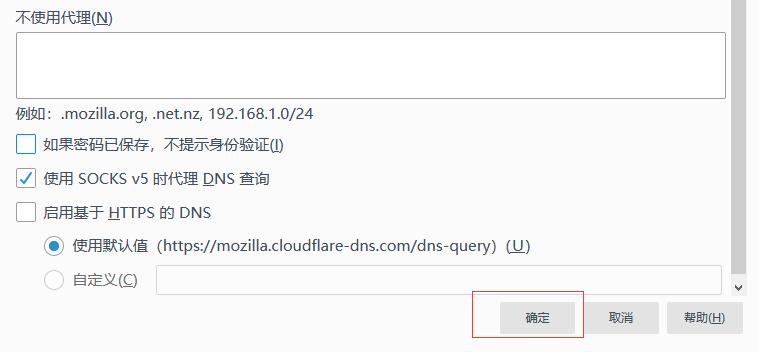 不使用代理(N)
例如：.mozilla.org, .net.nz, 192.168.1.0/24
如果密码已保存，不提示身份验证(I)
使用 SOCKS v5 时代理 DNS 查询
启用基于 HTTPS 的 DNS
使用默认值（https://mozilla.cloudflare-dns.com/dns-query）(U)
自定义(C)
确定 取消 帮助(H)